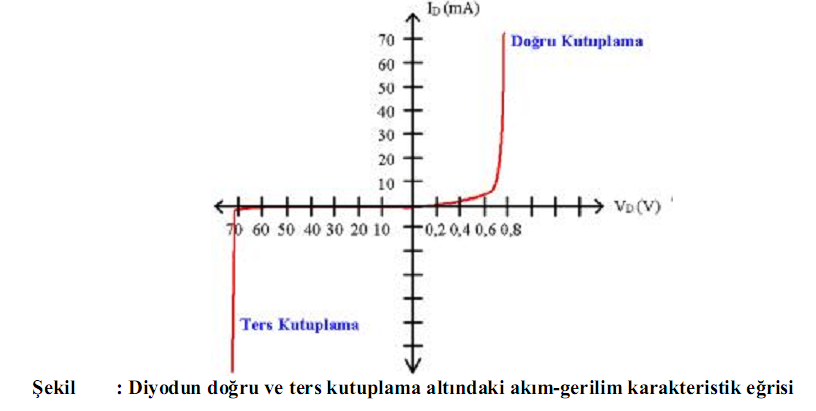 I_D (mA)
70
Doğru Kutuplama
60
50
40
30
20
10
V_D (V)
70 60 50 40 30 20 10 0,2 0,4 0,6 0,8
Ters Kutuplama
Şekil : Diyodun doğru ve ters kutuplama altındaki akım-gerilim karakteristik eğrisi